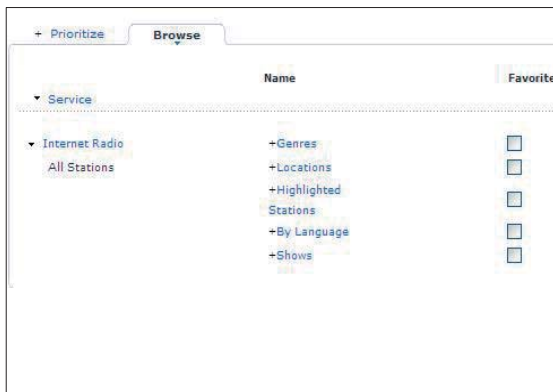 + Prioritize
Browse
Name
Favorite
Service
Internet Radio
All Stations
+Genres
+Locations
+Highlighted
Stations
+By Language
+Shows